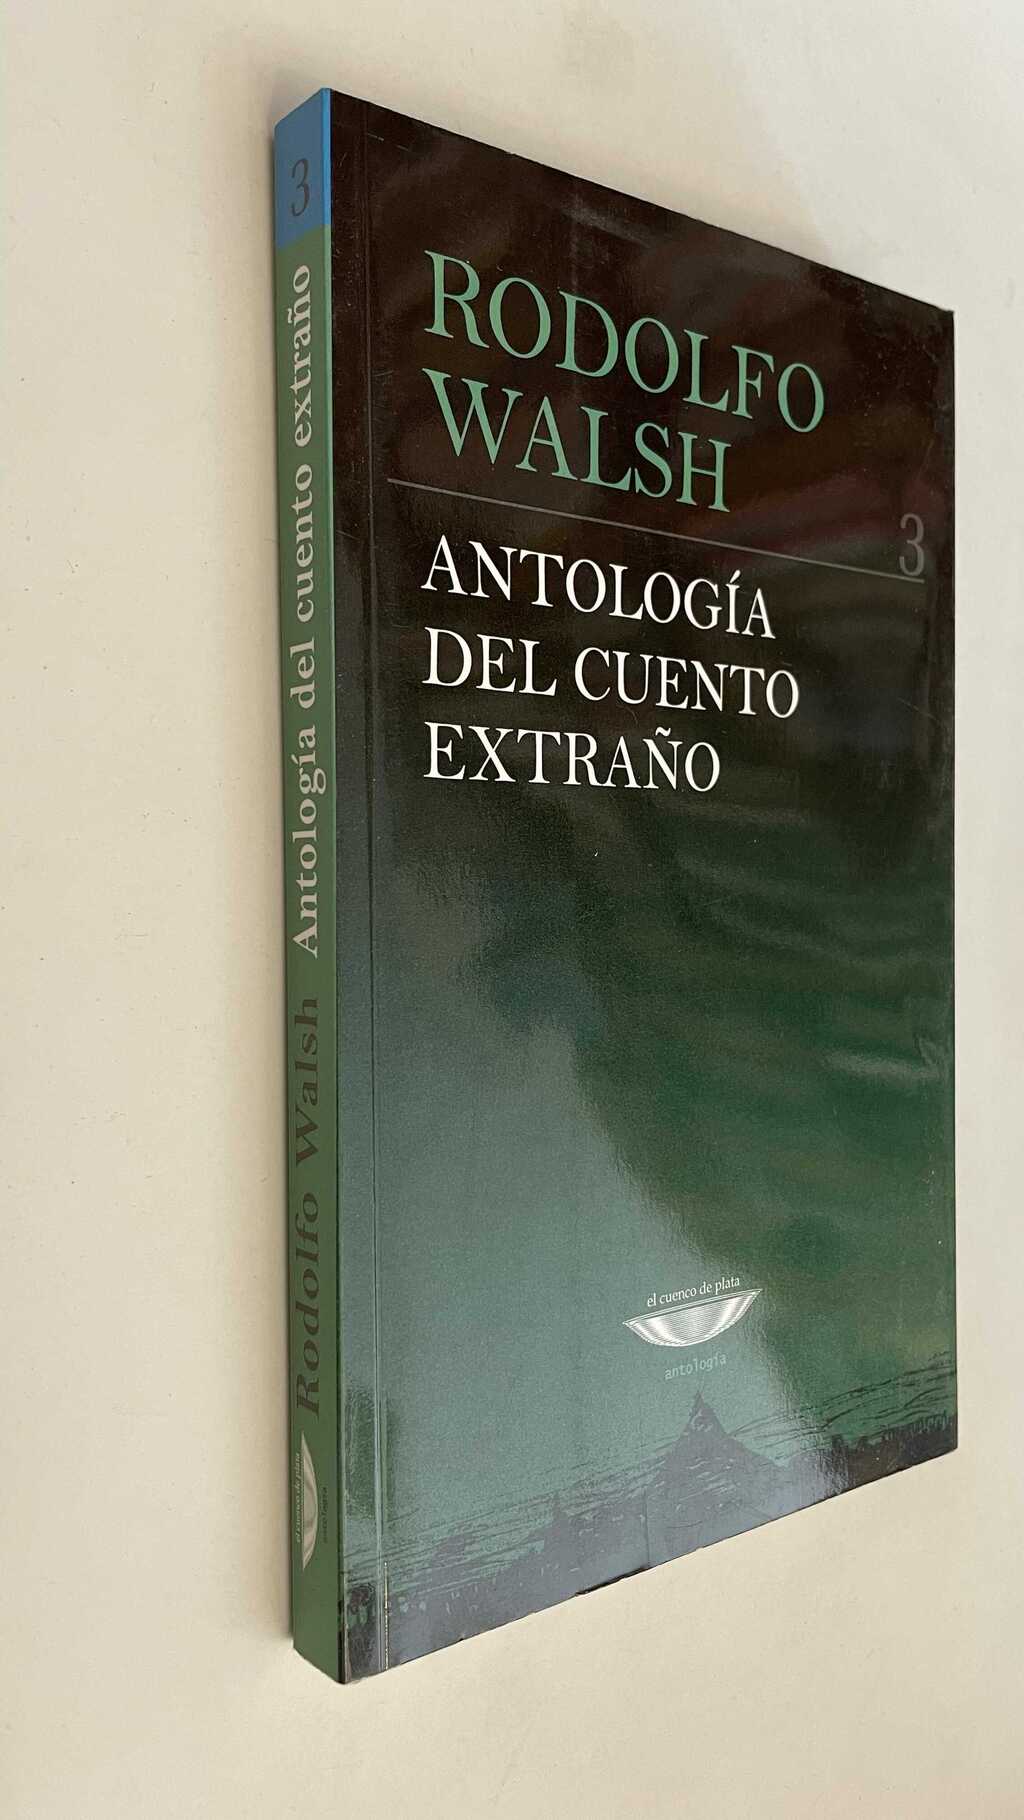 RODOLFO
WALSH
3
ANTOLOGÍA
DEL CUENTO
EXTRAÑO
el cuenco de plata
antología
3
Rodolfo Walsh Antología del cuento extraño
el cuenco de plata
antología